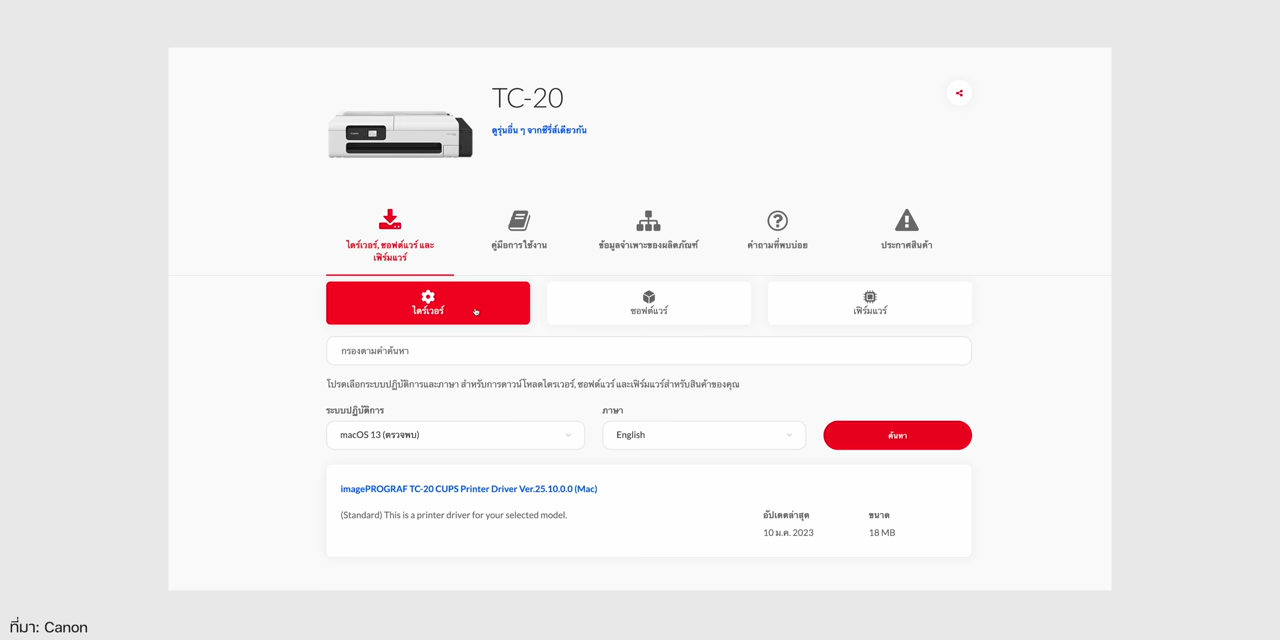 TC-20
ดูรุ่นอื่น ๆ จากซีรี่ส์เดียวกัน
ไดร์เวอร์, ซอฟต์แวร์ และ
เฟิร์มแวร์
คู่มือการใช้งาน
ข้อมูลจำเพาะของผลิตภัณฑ์
คำถามที่พบบ่อย
ประกาศสินค้า
ไดร์เวอร์
ซอฟต์แวร์
เฟิร์มแวร์
กรองตามคำค้นหา
โปรดเลือกระบบปฏิบัติการและภาษา สำหรับการดาวน์โหลดไดรเวอร์, ซอฟต์แวร์ และเฟิร์มแวร์สำหรับสินค้าของคุณ
ระบบปฏิบัติการ
ภาษา
macOS 13 (ตรวจพบ)
English
ค้นหา
imagePROGRAF TC-20 CUPS Printer Driver Ver.25.10.0.0 (Mac)
(Standard) This is a printer driver for your selected model.
อัปเดตล่าสุด
ขนาด
10 ม.ค. 2023
18 MB
ที่มา: Canon